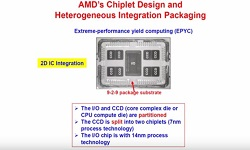 AMD's Chiplet Design and
Heterogeneous Integration Packaging
Extreme-performance yield computing (EPYC)
2D IC Integration
9-2-9 package substrate
➤ The I/O and CCD (core complex die or
CPU compute die) are partitioned
➤ The CCD is split into two chiplets (7nm
process technology)
➤ The I/O chip is with 14nm process
technology